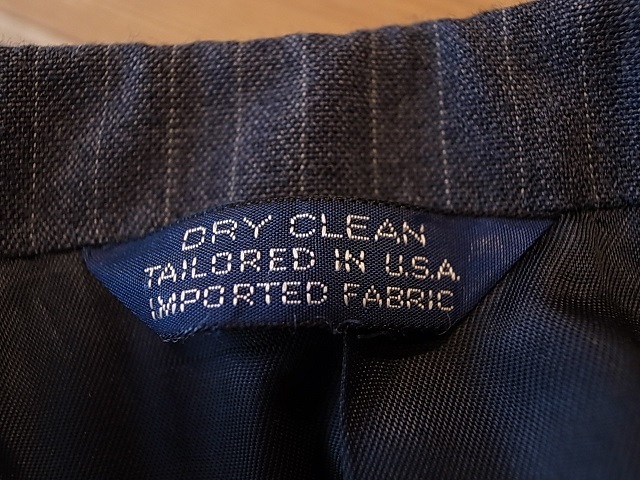 DRY CLEAN
TAILORED IN U.S.A.
IMPORTED FABRIC